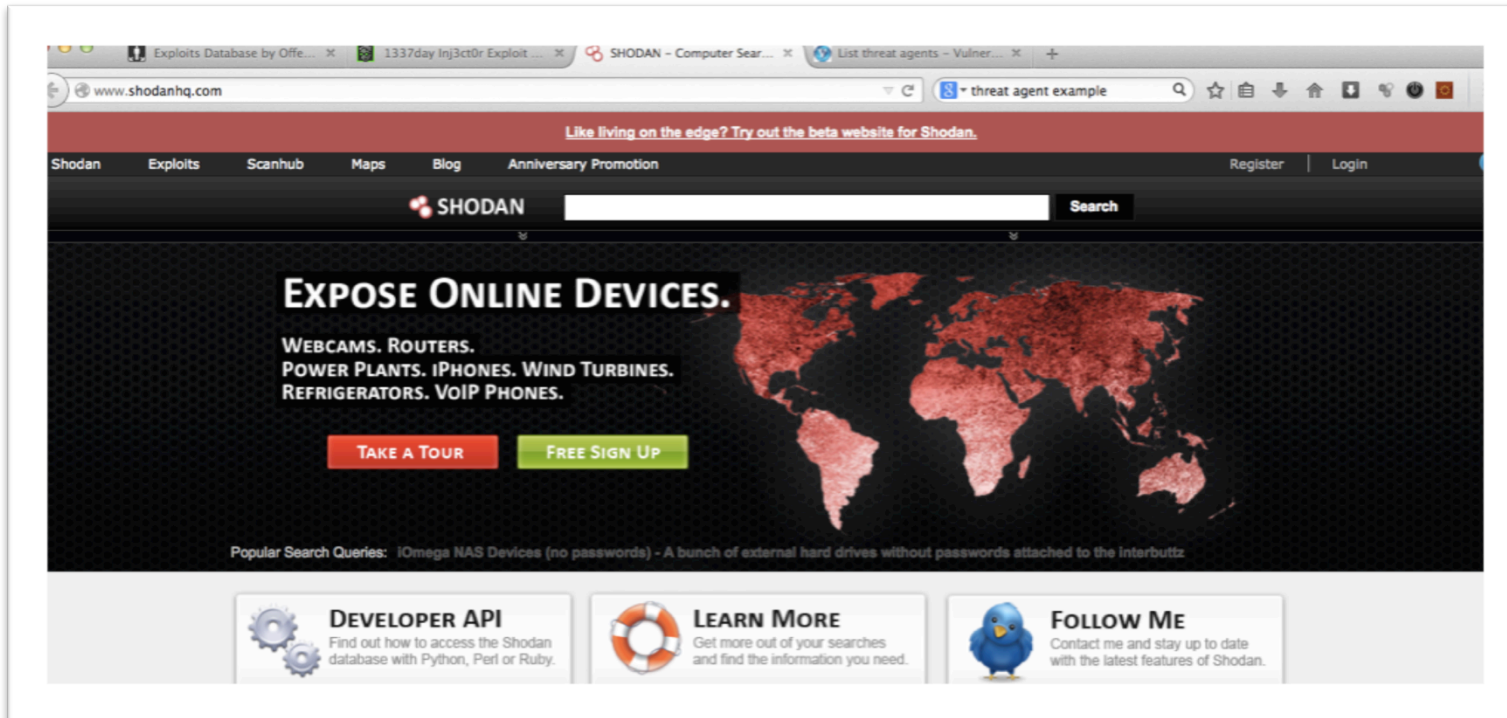 Exploits Database by Offe... × 1337day Inj3ct0r Exploit ... × SHODAN – Computer Sear... × List threat agents – Vulner... × +
www.shodanhq.com threat agent example
Like living on the edge? Try out the beta website for Shodan.
Shodan Exploits Scanhub Maps Blog Anniversary Promotion Register | Login
SHODAN Search
EXPOSE ONLINE DEVICES.
WEBCAMS. ROUTERS.
POWER PLANTS. IPHONES. WIND TURBINES.
REFRIGERATORS. VOIP PHONES.
TAKE A TOUR FREE SIGN UP
Popular Search Queries: iOmega NAS Devices (no passwords) - A bunch of external hard drives without passwords attached to the interbuttz
DEVELOPER API
Find out how to access the Shodan
database with Python, Perl or Ruby.
LEARN MORE
Get more out of your searches
and find the information you need.
FOLLOW ME
Contact me and stay up to date
with the latest features of Shodan.